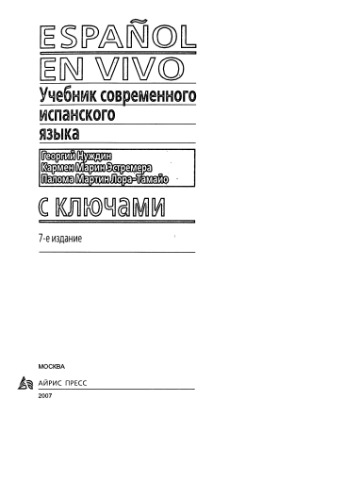 ESPAÑOL
EN VIVO
Учебник современного
испанского
языка
Георгий Нуждин
Кармен Марин Эстремера
Палома Мартин Лора-Тамайо
С КЛЮЧАМИ
7-е издание
МОСКВА
АЙРИС ПРЕСС
2007